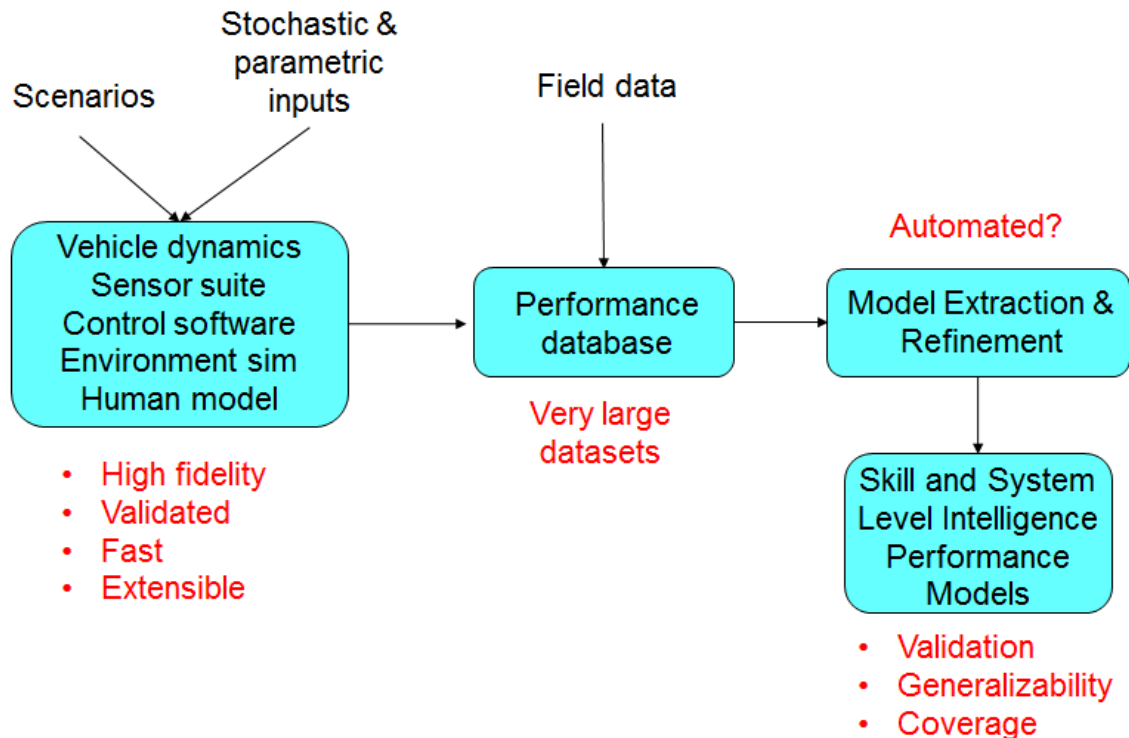 Scenarios
Stochastic &
parametric
inputs
Field data
Vehicle dynamics
Sensor suite
Control software
Environment sim
Human model
• High fidelity
• Validated
• Fast
• Extensible
Performance
database
Very large
datasets
Automated?
Model Extraction &
Refinement
Skill and System
Level Intelligence
Performance
Models
• Validation
• Generalizability
• Coverage